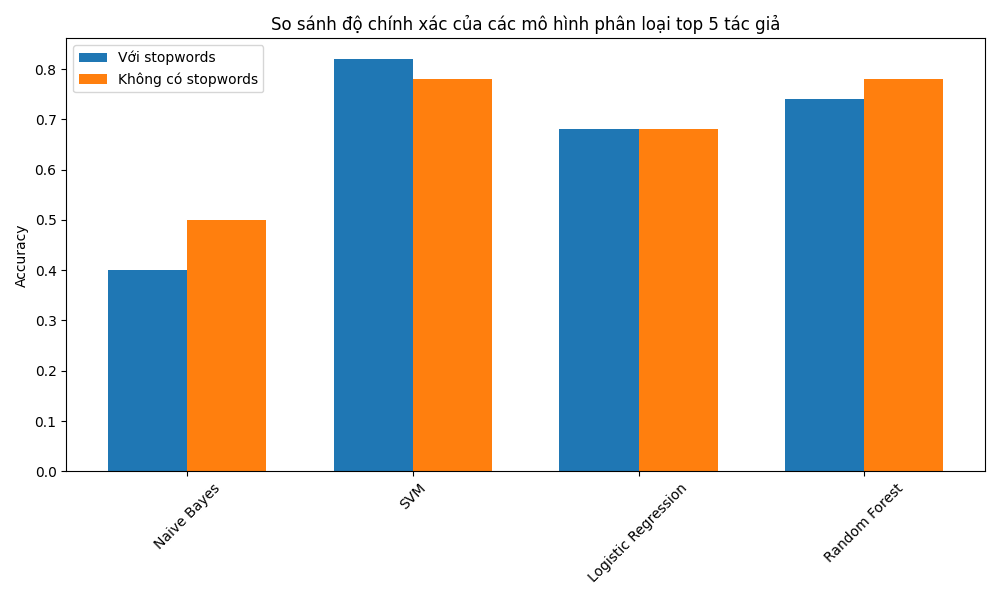 So sánh độ chính xác của các mô hình phân loại top 5 tác giả
Với stopwords
Không có stopwords
Accuracy
0.8
0.7
0.6
0.5
0.4
0.3
0.2
0.1
0.0
Naive Bayes
SVM
Logistic Regression
Random Forest